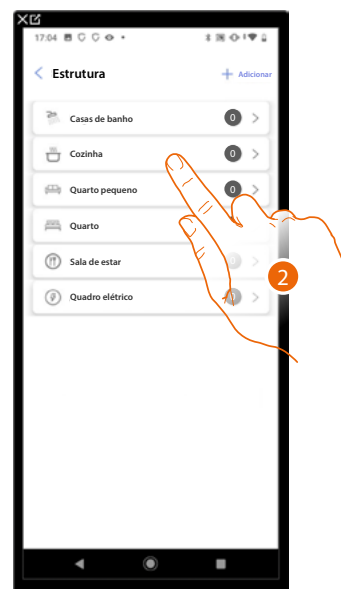 17:04
Estrutura
Adicionar
Casas de banho 0
Cozinha 0
Quarto pequeno 0
Quarto
Sala de estar
Quadro elétrico
2